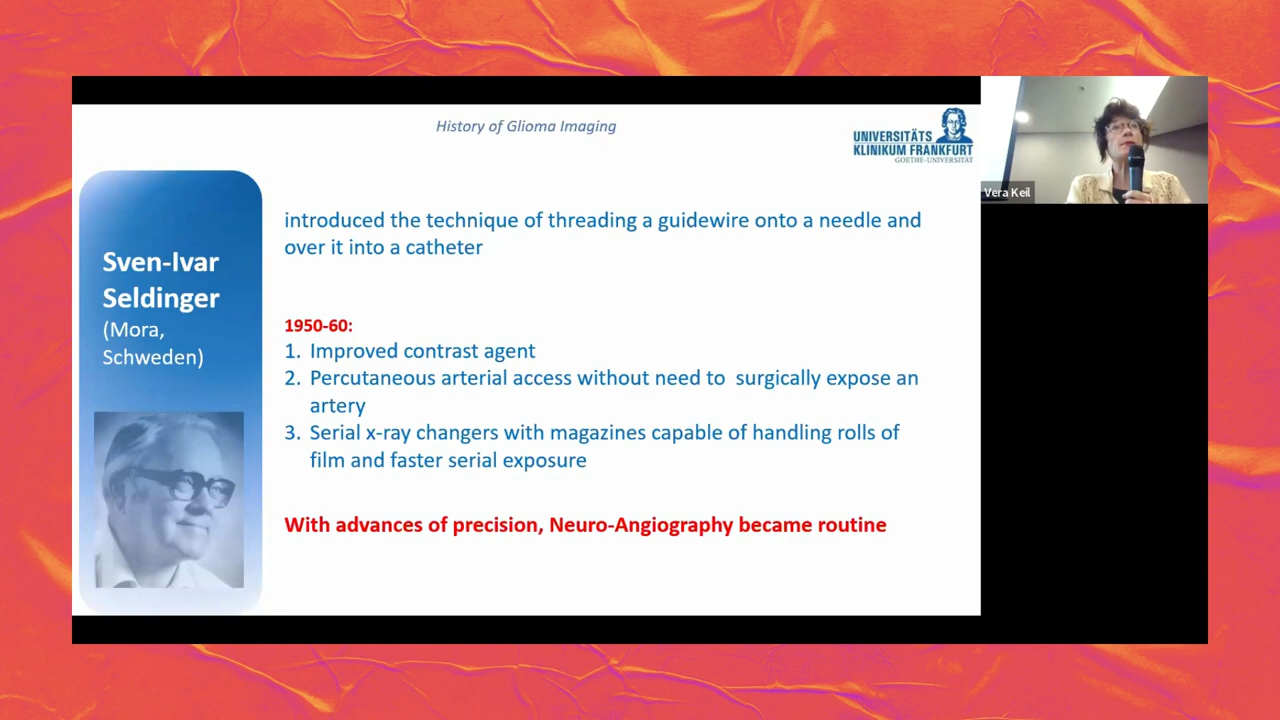 History of Glioma Imaging
UNIVERSITÄTS
KLINIKUM FRANKFURT
GOETHE-UNIVERSITÄT
Vera Keil
Sven-Ivar
Seldinger
(Mora,
Schweden)
introduced the technique of threading a guidewire onto a needle and
over it into a catheter
1950-60:
1. Improved contrast agent
2. Percutaneous arterial access without need to  surgically expose an
artery
3. Serial x-ray changers with magazines capable of handling rolls of
film and faster serial exposure
With advances of precision, Neuro-Angiography became routine